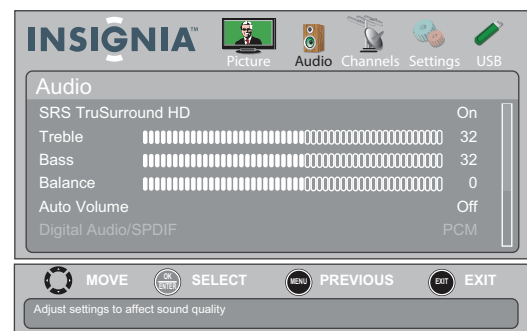 INSIGNIA™
Picture Audio Channels Settings USB
Audio
SRS TruSurround HD On
Treble 32
Bass 32
Balance 0
Auto Volume Off
Digital Audio/SPDIF PCM
MOVE OK ENTER SELECT MENU PREVIOUS EXIT EXIT
Adjust settings to affect sound quality